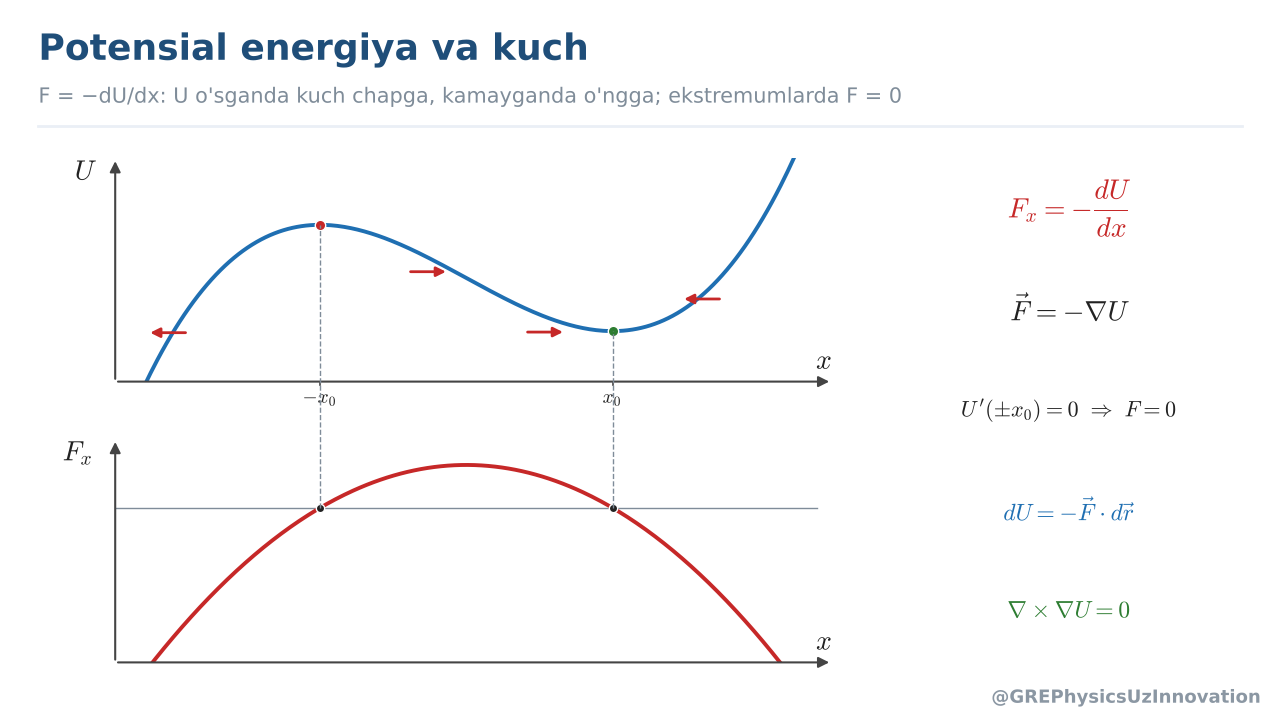 Potensial energiya va kuch
F = −dU/dx: U o'sganda kuch chapga, kamayganda o'ngga; ekstremumlarda F = 0
U
x
−x₀
x₀
Fₓ
x
Fₓ = −dU/dx
F⃗ = −∇U
U′(±x₀) = 0 ⇒ F = 0
dU = −F⃗ · dr⃗
∇ × ∇U = 0
@GREPhysicsUzInnovation